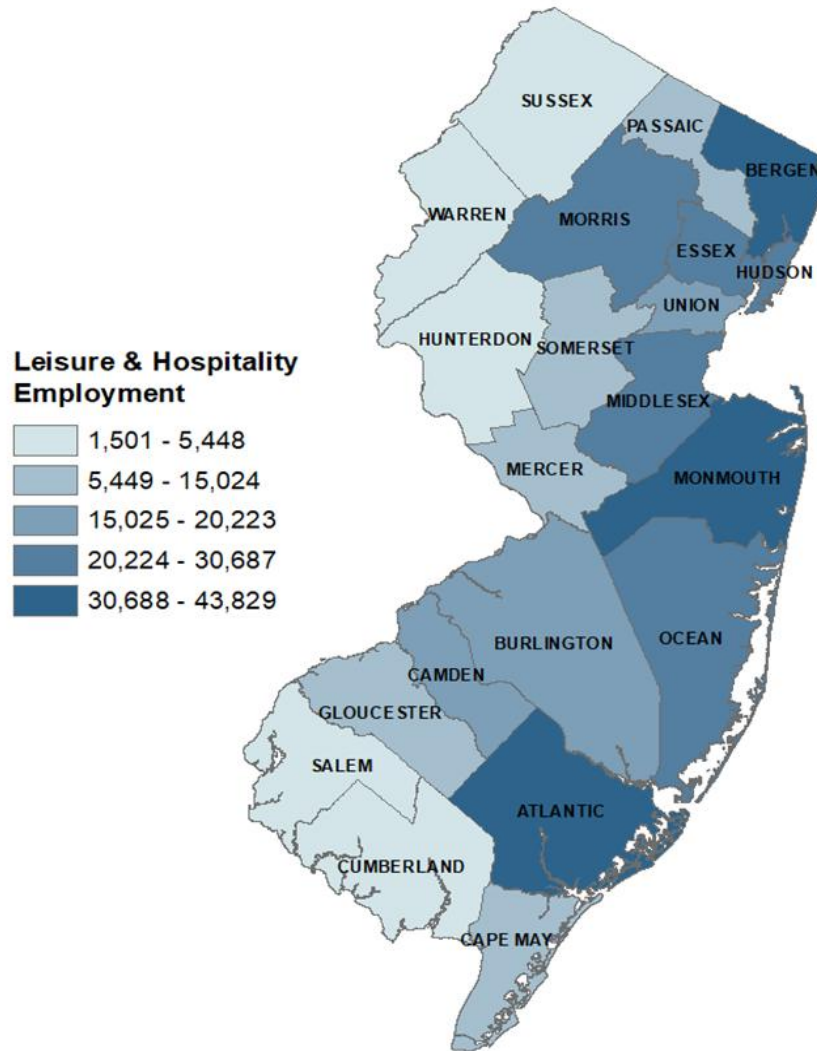 SUSSEX
PASSAIC
BERGEN
WARREN
MORRIS
ESSEX
HUDSON
UNION
HUNTERDON
SOMERSET
MIDDLESEX
MERCER
MONMOUTH
Leisure & Hospitality
Employment
1,501 - 5,448
5,449 - 15,024
15,025 - 20,223
20,224 - 30,687
30,688 - 43,829
OCEAN
BURLINGTON
CAMDEN
GLOUCESTER
SALEM
ATLANTIC
CUMBERLAND
CAPE MAY